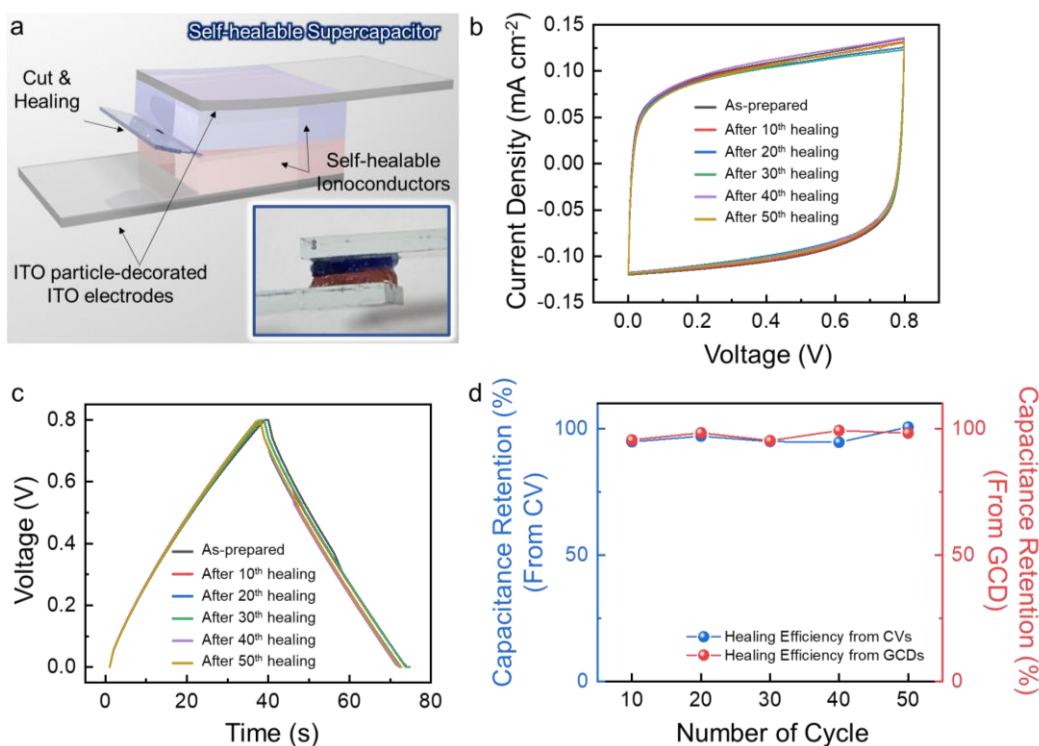 a
Self-healable Supercapacitor
Cut &
Healing
Self-healable
Ionoconductors
ITO particle-decorated
ITO electrodes
b
Current Density (mA cm⁻²)
0.15
0.10
0.05
0.00
-0.05
-0.10
-0.15
As-prepared
After 10th healing
After 20th healing
After 30th healing
After 40th healing
After 50th healing
0.0 0.2 0.4 0.6 0.8
Voltage (V)
c
Voltage (V)
0.8
0.6
0.4
0.2
0.0
As-prepared
After 10th healing
After 20th healing
After 30th healing
After 40th healing
After 50th healing
0 20 40 60 80
Time (s)
d
Capacitance Retention (%)
(From CV)
100
50
0
Healing Efficiency from CVs
Healing Efficiency from GCDs
100
50
0
Capacitance Retention (%)
(From GCD)
10 20 30 40 50
Number of Cycle